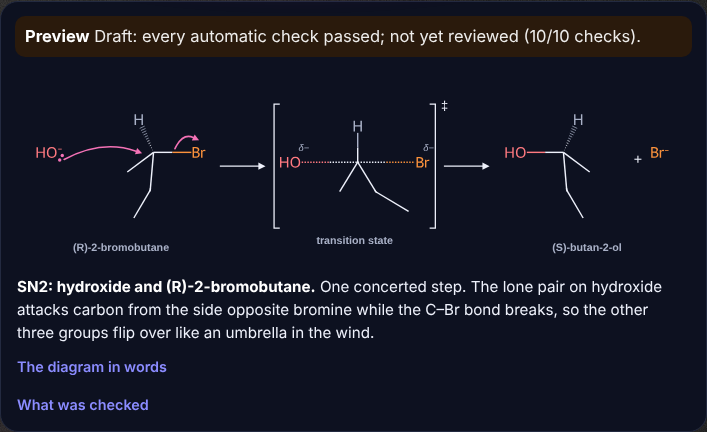 Preview Draft: every automatic check passed; not yet reviewed (10/10 checks).
H
HO:⁻
Br
‡
H
δ− δ−
HO Br
H
HO
+ Br⁻
(R)-2-bromobutane
transition state
(S)-butan-2-ol
SN2: hydroxide and (R)-2-bromobutane. One concerted step. The lone pair on hydroxide
attacks carbon from the side opposite bromine while the C–Br bond breaks, so the other
three groups flip over like an umbrella in the wind.
The diagram in words
What was checked